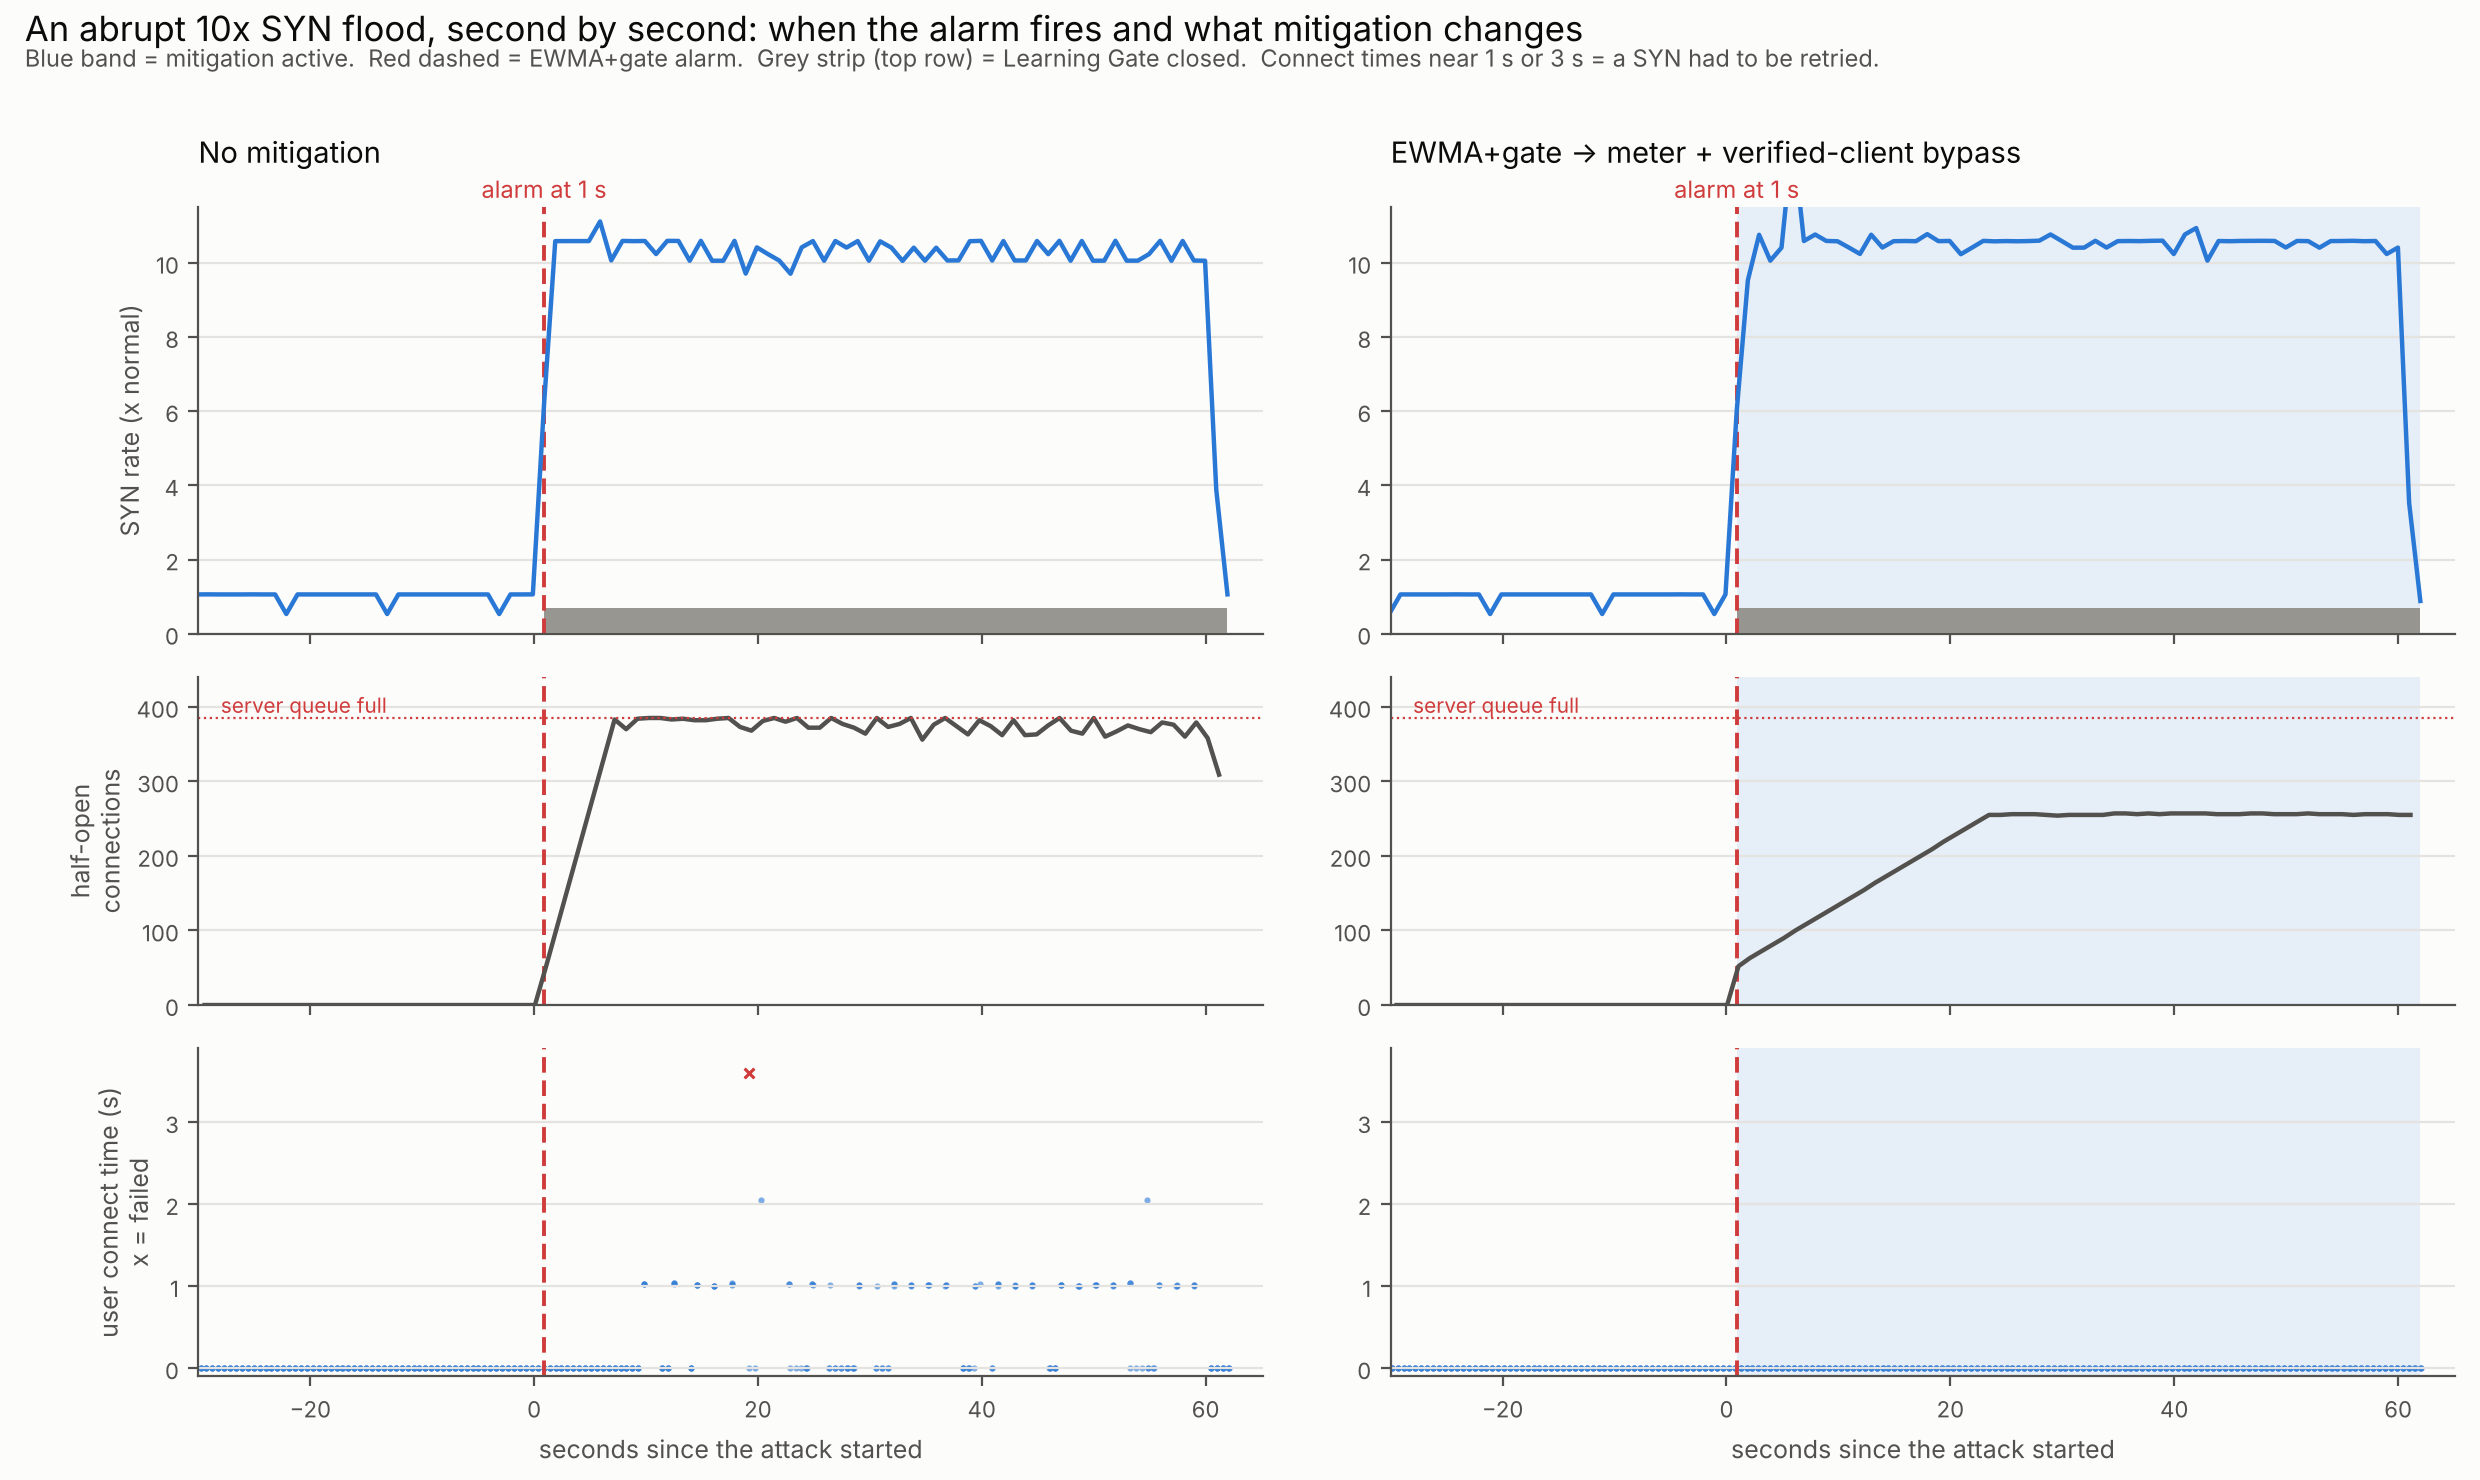 An abrupt 10x SYN flood, second by second: when the alarm fires and what mitigation changes
Blue band = mitigation active.  Red dashed = EWMA+gate alarm.  Grey strip (top row) = Learning Gate closed.  Connect times near 1 s or 3 s = a SYN had to be retried.
No mitigation
alarm at 1 s
SYN rate (x normal)
10
8
6
4
2
0
EWMA+gate → meter + verified-client bypass
alarm at 1 s
10
8
6
4
2
0
half-open
connections
server queue full
400
300
200
100
0
server queue full
400
300
200
100
0
user connect time (s)
x = failed
3
2
1
0
−20
0
20
40
60
seconds since the attack started
3
2
1
0
−20
0
20
40
60
seconds since the attack started